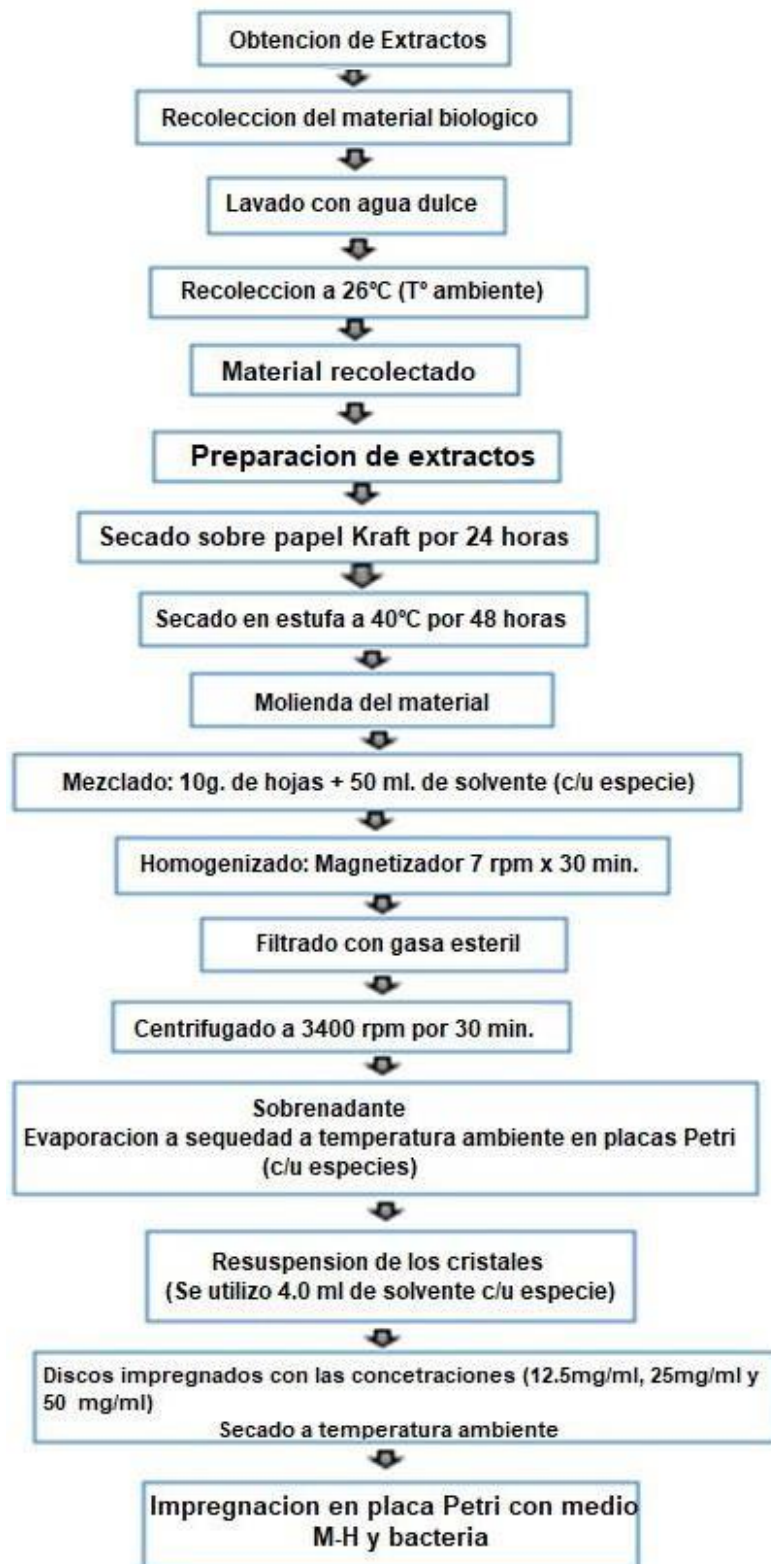 Obtencion de Extractos
Recoleccion del material biologico
Lavado con agua dulce
Recoleccion a 26ºC (Tº ambiente)
Material recolectado
Preparacion de extractos
Secado sobre papel Kraft por 24 horas
Secado en estufa a 40ºC por 48 horas
Molienda del material
Mezclado: 10g. de hojas + 50 ml. de solvente (c/u especie)
Homogenizado: Magnetizador 7 rpm x 30 min.
Filtrado con gasa esteril
Centrifugado a 3400 rpm por 30 min.
Sobrenadante
Evaporacion a sequedad a temperatura ambiente en placas Petri
(c/u especies)
Resuspension de los cristales
(Se utilizo 4.0 ml de solvente c/u especie)
Discos impregnados con las concetraciones (12.5mg/ml, 25mg/ml y
50 mg/ml)
Secado a temperatura ambiente
Impregnacion en placa Petri con medio
M-H y bacteria